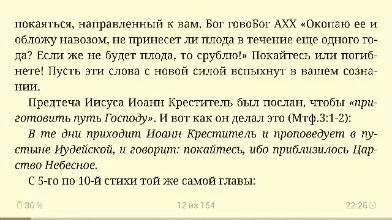 покаяться, направленный к вам. Бог говоБог АХХ «Окопаю ее и
обложу навозом, не принесет ли плода в течение еще одного го-
да? Если же не будет плода, то срублю!» Покайтесь или погиб-
нете! Пусть эти слова с новой силой вспыхнут в вашем созна-
нии.
Предтеча Иисуса Иоанн Креститель был послан, чтобы «при-
готовить путь Господу». И вот как он делал это (Мтф.3:1-2):
В те дни приходит Иоанн Креститель и проповедует в пу-
стыне Иудейской, и говорит: покайтесь, ибо приблизилось Цар-
ство Небесное.
С 5-го по 10-й стихи той же самой главы:
36 %
12 из 154
22:26